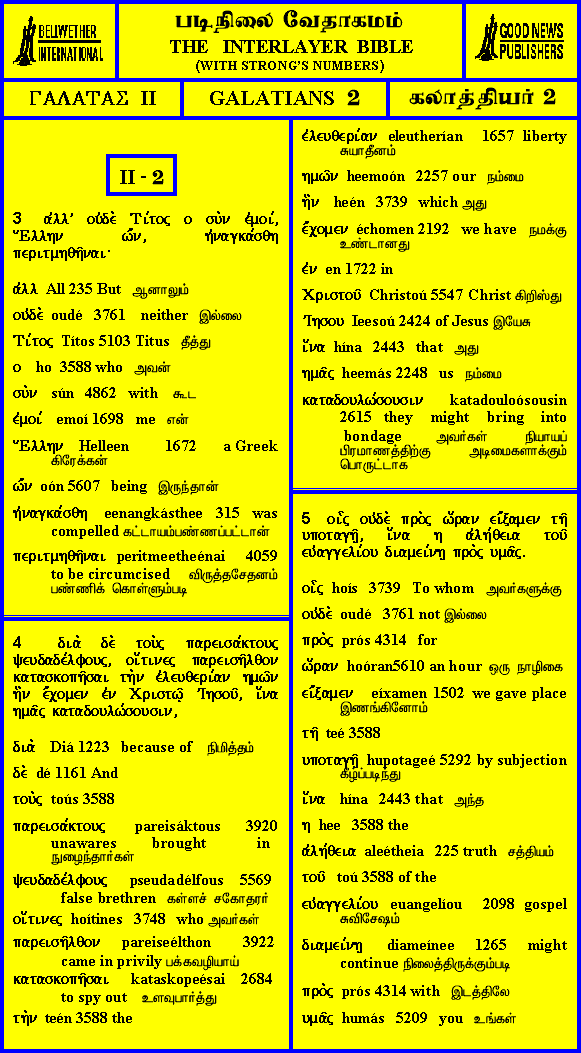 BELLWETHER
INTERNATIONAL
படிநிலை வேதாகமம்
THE INTERLAYER BIBLE
(WITH STRONG'S NUMBERS)
GOOD NEWS
PUBLISHERS
ΓΑΛΑΤΑΣ II
GALATIANS 2
கலாத்தியர் 2
II - 2
3 ἀλλ' οὐδὲ Τίτος ο σὺν ἐμοί,
Ἕλλην ὤν, ἠναγκάσθη
περιτμηθῆναι·
ἀλλ All 235 But ஆனாலும்
οὐδὲ oudé 3761 neither இல்லை
Τίτος Títos 5103 Titus தீத்து
ο ho 3588 who அவன்
σὺν sún 4862 with கூட
ἐμοί emoí 1698 me என்
Ἕλλην Helleen 1672 a Greek
கிரேக்கன்
ὤν oón 5607 being இருந்தான்
ἠναγκάσθη eenangkásthee 315 was
compelled கட்டாயம்பண்ணப்பட்டான்
περιτμηθῆναι peritmeetheénai 4059
to be circumcised விருத்தசேதனம்
பண்ணிக் கொள்ளும்படி
4 διὰ δὲ τοὺς παρεισάκτους
ψευδαδέλφους, οἵτινες παρεισῆλθον
κατασκοπῆσαι τὴν ἐλευθερίαν ημῶν
ἣν ἔχομεν ἐν Χριστῷ Ἰησοῦ, ἵνα
ημᾶς καταδουλώσουσιν,
διὰ Diá 1223 because of நிமித்தம்
δὲ dé 1161 And
τοὺς toús 3588
παρεισάκτους pareisáktous 3920
unawares brought in
நுழைந்தார்கள்
ψευδαδέλφους pseudadélfous 5569
false brethren கள்ளச் சகோதரர்
οἵτινες hoítines 3748 who அவர்கள்
παρεισῆλθον pareiseélthon 3922
came in privily பக்கவழியாய்
κατασκοπῆσαι kataskopeésai 2684
to spy out உளவுபார்த்து
τὴν teén 3588 the
ἐλευθερίαν eleutherían 1657 liberty
சுயாதீனம்
ημῶν heemoón 2257 our நம்மை
ἣν heén 3739 which அது
ἔχομεν échomen 2192 we have நமக்கு
உண்டானது
ἐν en 1722 in
Χριστοῦ Christoú 5547 Christ கிறிஸ்து
Ἰησου Ieesoú 2424 of Jesus இயேசு
ἵνα hína 2443 that அது
ημᾶς heemás 2248 us நம்மை
καταδουλώσουσιν katadouloósousin
2615 they might bring into
bondage அவர்கள் நியாயப்
பிரமாணத்திற்கு அடிமைகளாக்கும்
பொருட்டாக
5 οἷς οὐδὲ πρὸς ὥραν εἴξαμεν τῇ
υποταγῇ, ἵνα η ἀλήθεια τοῦ
εὐαγγελίου διαμείνῃ πρὸς υμᾶς.
οἷς hoís 3739 To whom அவர்களுக்கு
οὐδὲ oudé 3761 not இல்லை
πρὸς prós 4314 for
ὥραν hoóran5610 an hour ஒரு நாழிகை
εἴξαμεν eíxamen 1502 we gave place
இணங்கினோம்
τῇ teé 3588
υποταγῇ hupotageé 5292 by subjection
கீழ்ப்படிந்து
ἵνα hína 2443 that அந்த
η hee 3588 the
ἀλήθεια aleétheia 225 truth சத்தியம்
τοῦ toú 3588 of the
εὐαγγελίου euangelíou 2098 gospel
சுவிசேஷம்
διαμείνῃ diameínee 1265 might
continue நிலைத்திருக்கும்படி
πρὸς prós 4314 with இடத்திலே
υμᾶς humás 5209 you உங்கள்